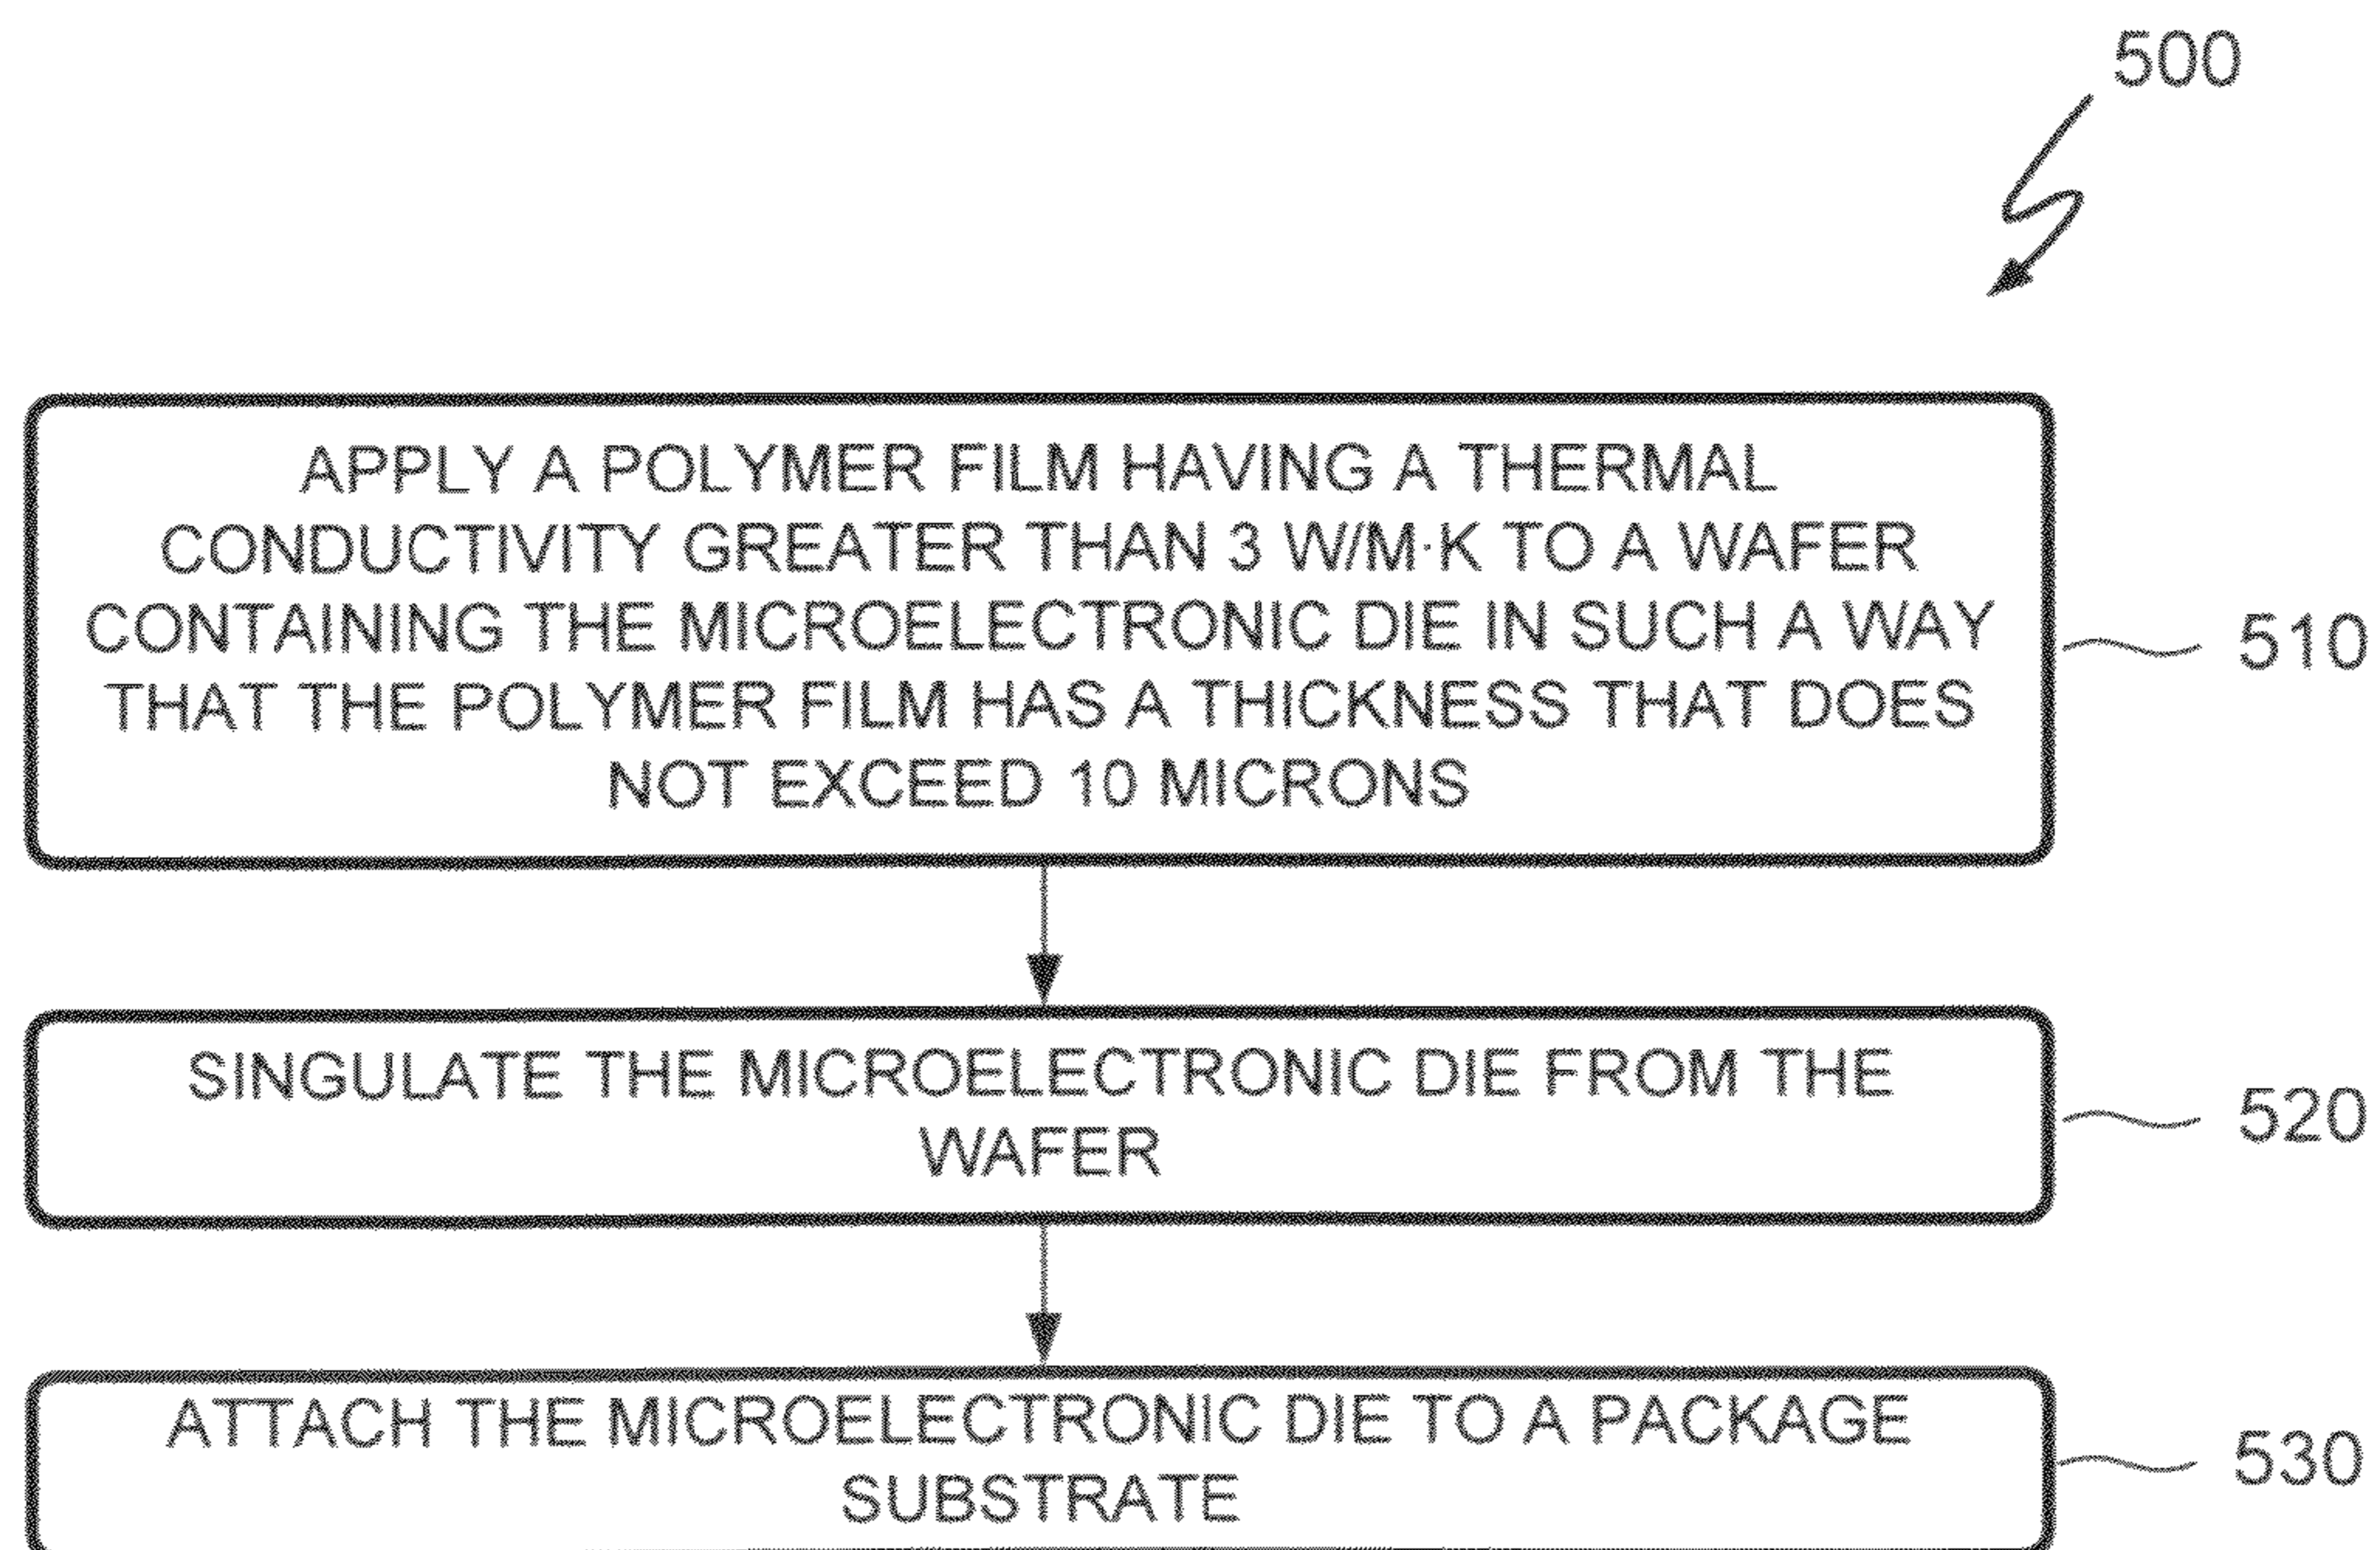 500
APPLY A POLYMER FILM HAVING A THERMAL
CONDUCTIVITY GREATER THAN 3 W/M·K TO A WAFER
CONTAINING THE MICROELECTRONIC DIE IN SUCH A WAY
THAT THE POLYMER FILM HAS A THICKNESS THAT DOES
NOT EXCEED 10 MICRONS
510
SINGULATE THE MICROELECTRONIC DIE FROM THE
WAFER
520
ATTACH THE MICROELECTRONIC DIE TO A PACKAGE
SUBSTRATE
530